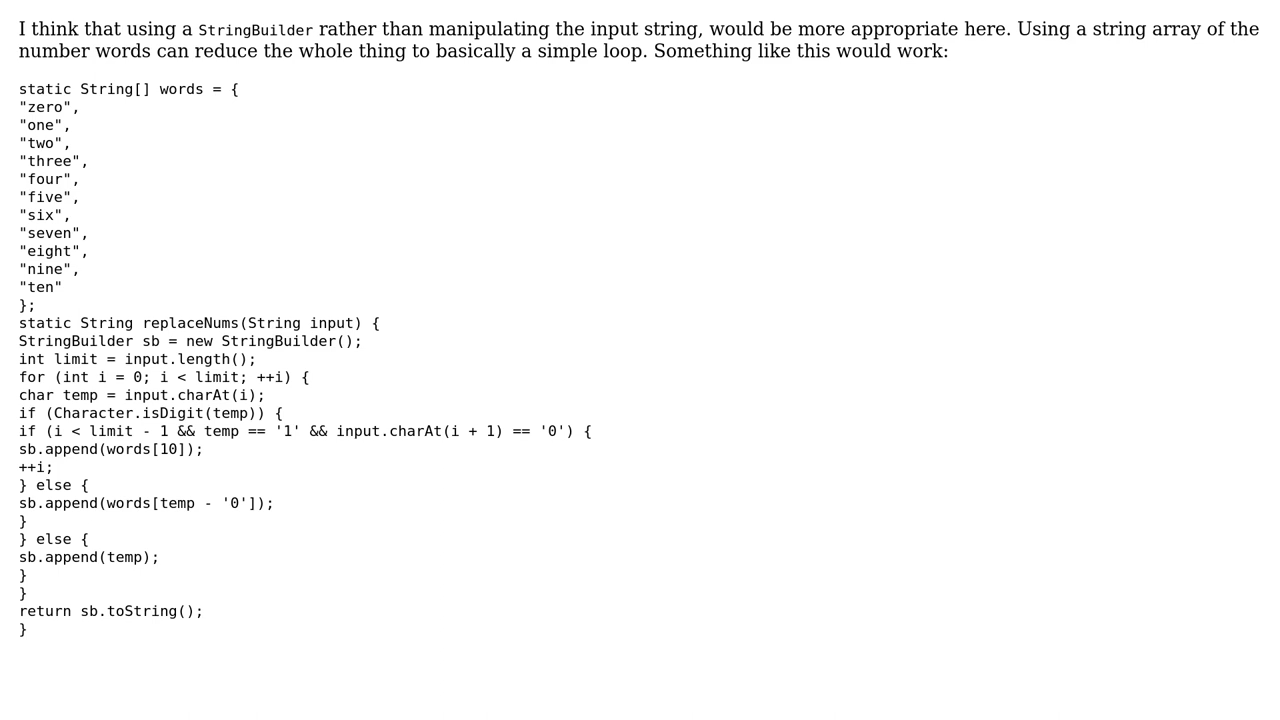 I think that using a StringBuilder rather than manipulating the input string, would be more appropriate here. Using a string array of the
number words can reduce the whole thing to basically a simple loop. Something like this would work:
static String[] words = {
"zero",
"one",
"two",
"three",
"four",
"five",
"six",
"seven",
"eight",
"nine",
"ten"
};
static String replaceNums(String input) {
StringBuilder sb = new StringBuilder();
int limit = input.length();
for (int i = 0; i < limit; ++i) {
char temp = input.charAt(i);
if (Character.isDigit(temp)) {
if (i < limit - 1 && temp == '1' && input.charAt(i + 1) == '0') {
sb.append(words[10]);
++i;
} else {
sb.append(words[temp - '0']);
}
} else {
sb.append(temp);
}
}
return sb.toString();
}